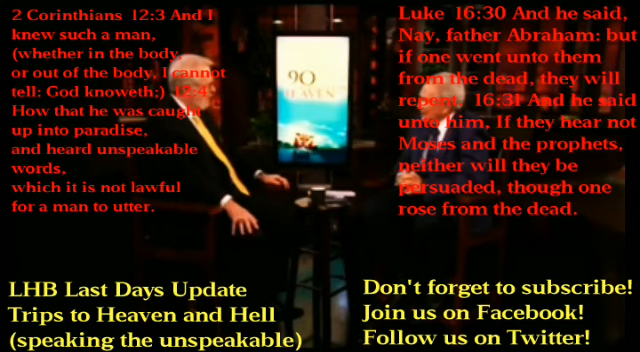 2 Corinthians 12:3 And I
knew such a man,
(whether in the body,
or out of the body, I cannot
tell: God knoweth;) 12:4
How that he was caught
up into paradise,
and heard unspeakable
words,
which it is not lawful
for a man to utter.
Luke 16:30 And he said,
Nay, father Abraham: but
if one went unto them
from the dead, they will
repent. 16:31 And he said
unto him, If they hear not
Moses and the prophets,
neither will they be
persuaded, though one
rose from the dead.
90
HEAVEN
LHB Last Days Update
Trips to Heaven and Hell
(speaking the unspeakable)
Don't forget to subscribe!
Join us on Facebook!
Follow us on Twitter!